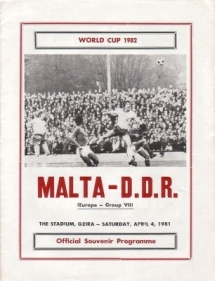 WORLD CUP 1982
MALTA-D.D.R.
(Europe - Group VII)
THE STADIUM, GZIRA - SATURDAY, APRIL 4, 1981
Official Souvenir Programme